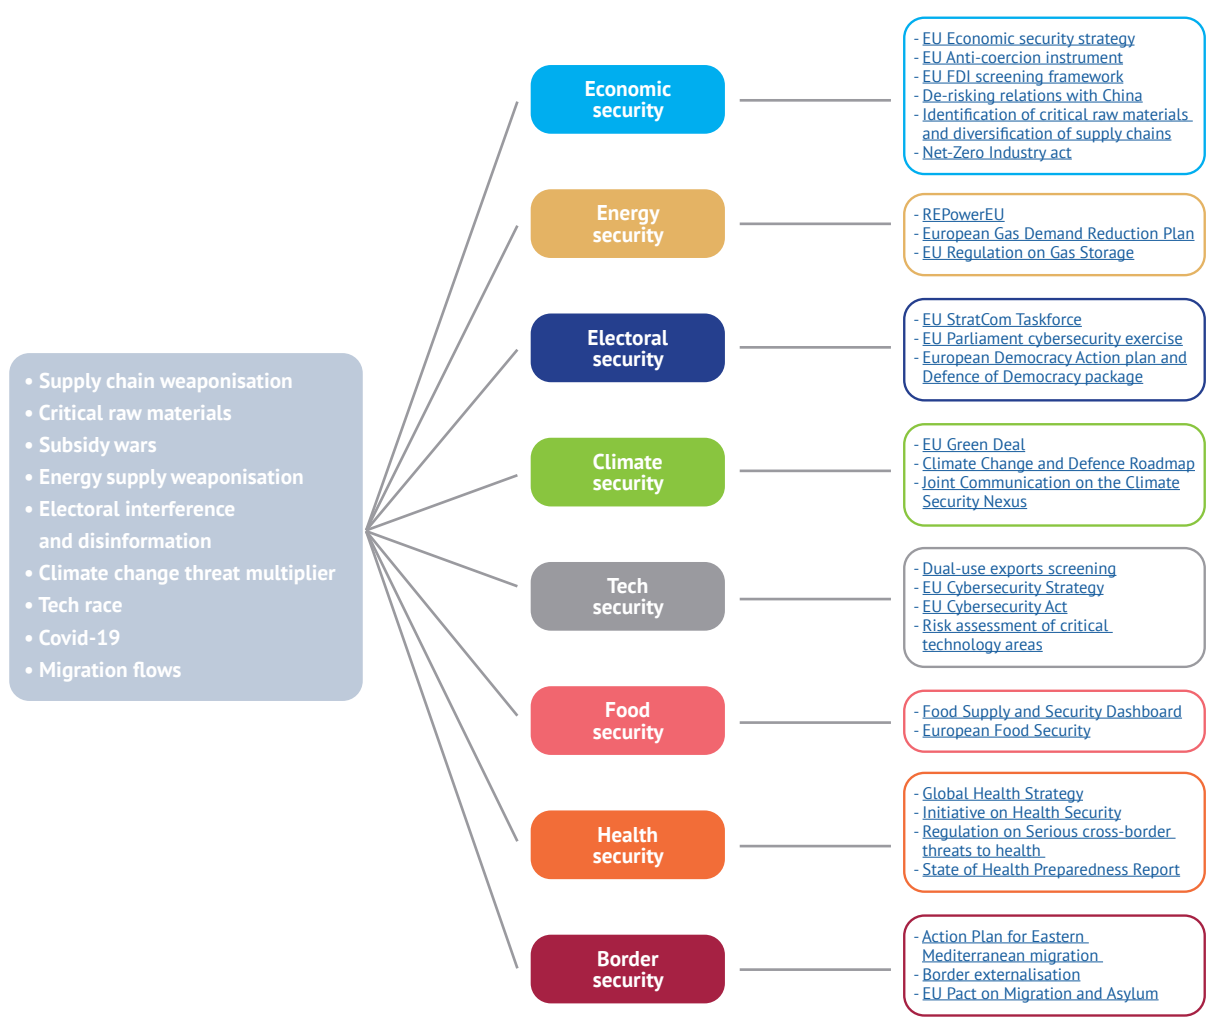 • Supply chain weaponisation
• Critical raw materials
• Subsidy wars
• Energy supply weaponisation
• Electoral interference
and disinformation
• Climate change threat multiplier
• Tech race
• Covid-19
• Migration flows
Economic
security
- EU Economic security strategy
- EU Anti-coercion instrument
- EU FDI screening framework
- De-risking relations with China
- Identification of critical raw materials
and diversification of supply chains
- Net-Zero Industry act
Energy
security
- REPowerEU
- European Gas Demand Reduction Plan
- EU Regulation on Gas Storage
Electoral
security
- EU StratCom Taskforce
- EU Parliament cybersecurity exercise
- European Democracy Action plan and
Defence of Democracy package
Climate
security
- EU Green Deal
- Climate Change and Defence Roadmap
- Joint Communication on the Climate
Security Nexus
Tech
security
- Dual-use exports screening
- EU Cybersecurity Strategy
- EU Cybersecurity Act
- Risk assessment of critical
technology areas
Food
security
- Food Supply and Security Dashboard
- European Food Security
Health
security
- Global Health Strategy
- Initiative on Health Security
- Regulation on Serious cross-border
threats to health
- State of Health Preparedness Report
Border
security
- Action Plan for Eastern
Mediterranean migration
- Border externalisation
- EU Pact on Migration and Asylum